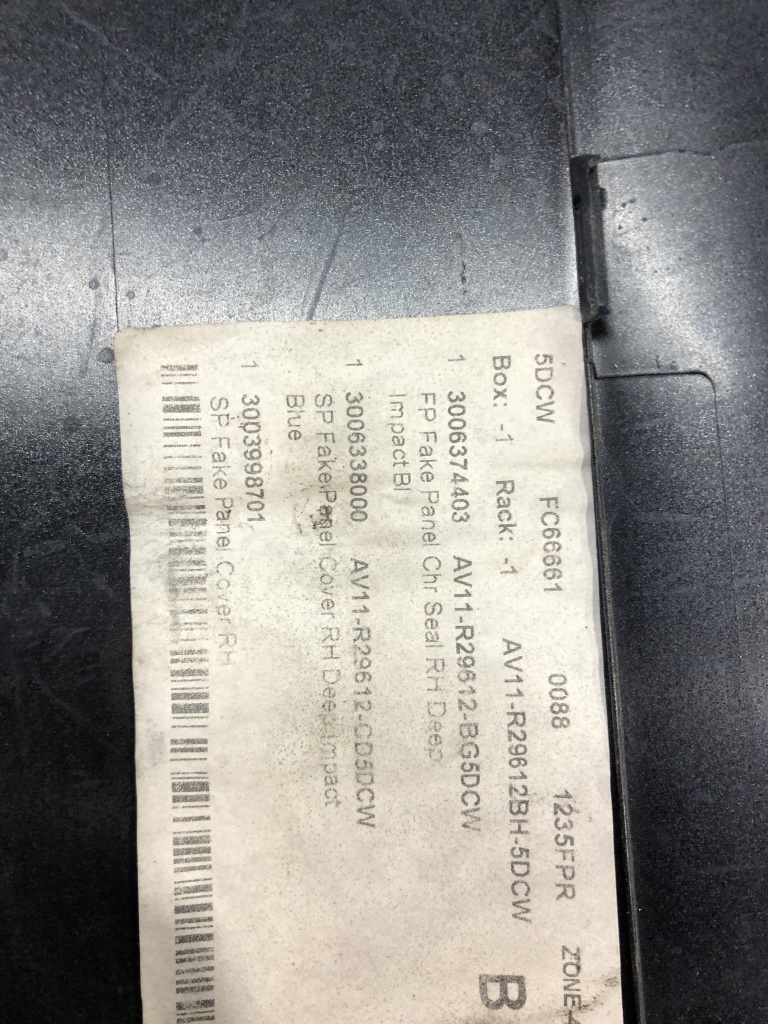 5DCW FC66661 0088 1235FPR ZONE-
Box: -1 Rack: -1 AV11-R29612BH-5DCW B
1 3006374403 AV11-R29612-BG5DCW
FP Fake Panel Chr Seal RH Deep
ImpactBl
1 3006338000 AV11-R29612-CD5DCW
SP Fake Panel Cover RH Deep Impact
Blue
1 3003998701
SP Fake Panel Cover RH